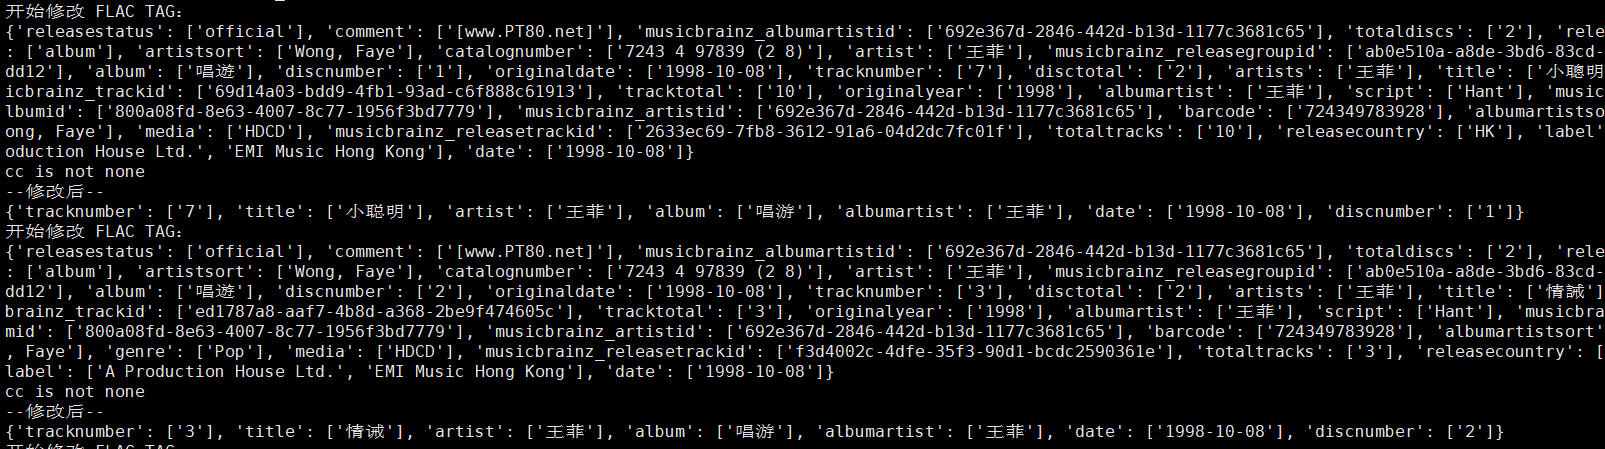 开始修改 FLAC TAG:
{'releasestatus': ['official'], 'comment': ['[www.PT80.net]'], 'musicbrainz_albumartistid': ['692e367d-2846-442d-b13d-1177c3681c65'], 'totaldiscs': ['2'], 'rele
: ['album'], 'artistsort': ['Wong, Faye'], 'catalognumber': ['7243 4 97839 (2 8)'], 'artist': ['王菲'], 'musicbrainz_releasegroupid': ['ab0e510a-a8de-3bd6-83cd-
dd12'], 'album': ['唱遊'], 'discnumber': ['1'], 'originaldate': ['1998-10-08'], 'tracknumber': ['7'], 'disctotal': ['2'], 'artists': ['王菲'], 'title': ['小聰明
icbrainz_trackid': ['69d14a03-bdd9-4fb1-93ad-c6f888c61913'], 'tracktotal': ['10'], 'originalyear': ['1998'], 'albumartist': ['王菲'], 'script': ['Hant'], 'music
lbumid': ['800a08fd-8e63-4007-8c77-1956f3bd7779'], 'musicbrainz_artistid': ['692e367d-2846-442d-b13d-1177c3681c65'], 'barcode': ['724349783928'], 'albumartistso
ong, Faye'], 'media': ['HDCD'], 'musicbrainz_releasetrackid': ['2633ec69-7fb8-3612-91a6-04d2dc7fc01f'], 'totaltracks': ['10'], 'releasecountry': ['HK'], 'label'
oduction House Ltd.', 'EMI Music Hong Kong'], 'date': ['1998-10-08']}
cc is not none
--修改后--
{'tracknumber': ['7'], 'title': ['小聪明'], 'artist': ['王菲'], 'album': ['唱游'], 'albumartist': ['王菲'], 'date': ['1998-10-08'], 'discnumber': ['1']}
开始修改 FLAC TAG:
{'releasestatus': ['official'], 'comment': ['[www.PT80.net]'], 'musicbrainz_albumartistid': ['692e367d-2846-442d-b13d-1177c3681c65'], 'totaldiscs': ['2'], 'rele
: ['album'], 'artistsort': ['Wong, Faye'], 'catalognumber': ['7243 4 97839 (2 8)'], 'artist': ['王菲'], 'musicbrainz_releasegroupid': ['ab0e510a-a8de-3bd6-83cd-
dd12'], 'album': ['唱遊'], 'discnumber': ['2'], 'originaldate': ['1998-10-08'], 'tracknumber': ['3'], 'disctotal': ['2'], 'artists': ['王菲'], 'title': ['情誡']
brainz_trackid': ['ed1787a8-aaf7-4b8d-a368-2be9f474605c'], 'tracktotal': ['3'], 'originalyear': ['1998'], 'albumartist': ['王菲'], 'script': ['Hant'], 'musicbra
mid': ['800a08fd-8e63-4007-8c77-1956f3bd7779'], 'musicbrainz_artistid': ['692e367d-2846-442d-b13d-1177c3681c65'], 'barcode': ['724349783928'], 'albumartistsort'
, Faye'], 'genre': ['Pop'], 'media': ['HDCD'], 'musicbrainz_releasetrackid': ['f3d4002c-4dfe-35f3-90d1-bcdc2590361e'], 'totaltracks': ['3'], 'releasecountry': [
label': ['A Production House Ltd.', 'EMI Music Hong Kong'], 'date': ['1998-10-08']}
cc is not none
--修改后--
{'tracknumber': ['3'], 'title': ['情诫'], 'artist': ['王菲'], 'album': ['唱游'], 'albumartist': ['王菲'], 'date': ['1998-10-08'], 'discnumber': ['2']}
开始修改 FLAC TAG: